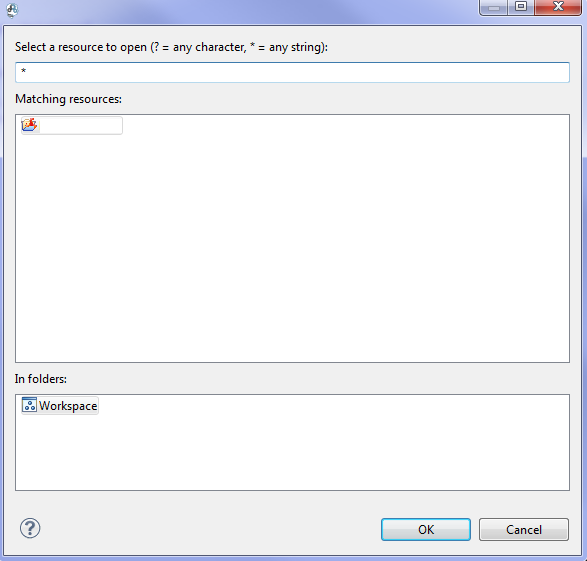 Select a resource to open (? = any character, * = any string):
*
Matching resources:
In folders:
Workspace
?
OK
Cancel